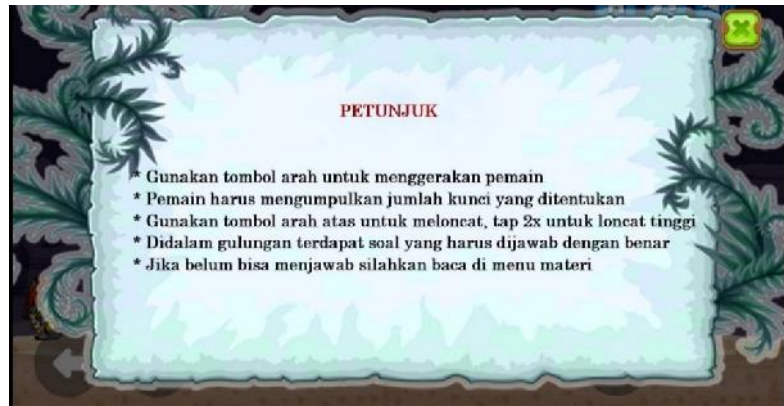 PETUNJUK
* Gunakan tombol arah untuk menggerakan pemain
* Pemain harus mengumpulkan jumlah kunci yang ditentukan
* Gunakan tombol arah atas untuk meloncat, tap 2x untuk loncat tinggi
* Didalam gulungan terdapat soal yang harus dijawab dengan benar
* Jika belum bisa menjawab silahkan baca di menu materi